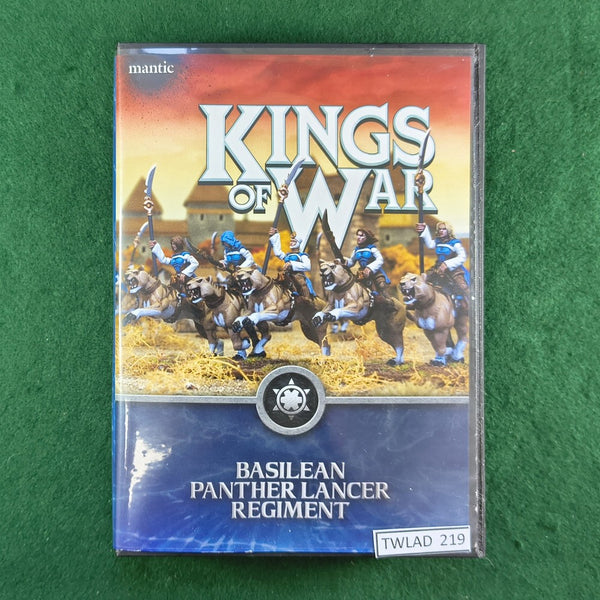 mantic
KINGS
OF WAR
BASILEAN
PANTHER LANCER
REGIMENT
TWLAD 219